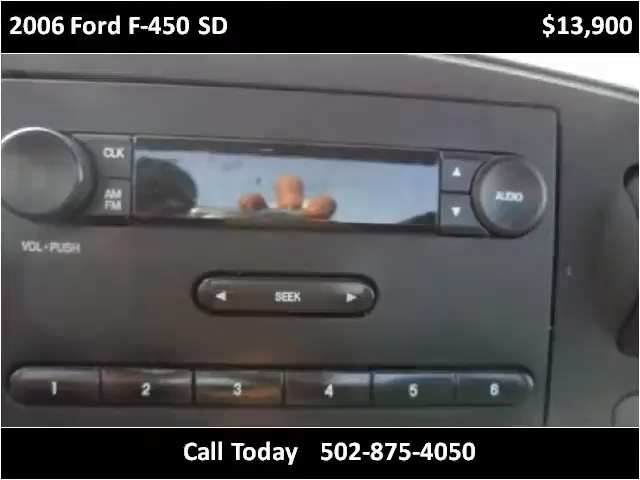 2006 Ford F-450 SD
$13,900
CLK
AM
FM
AUDIO
VOL•PUSH
SEEK
1 2 3 4 5 6
Call Today 502-875-4050